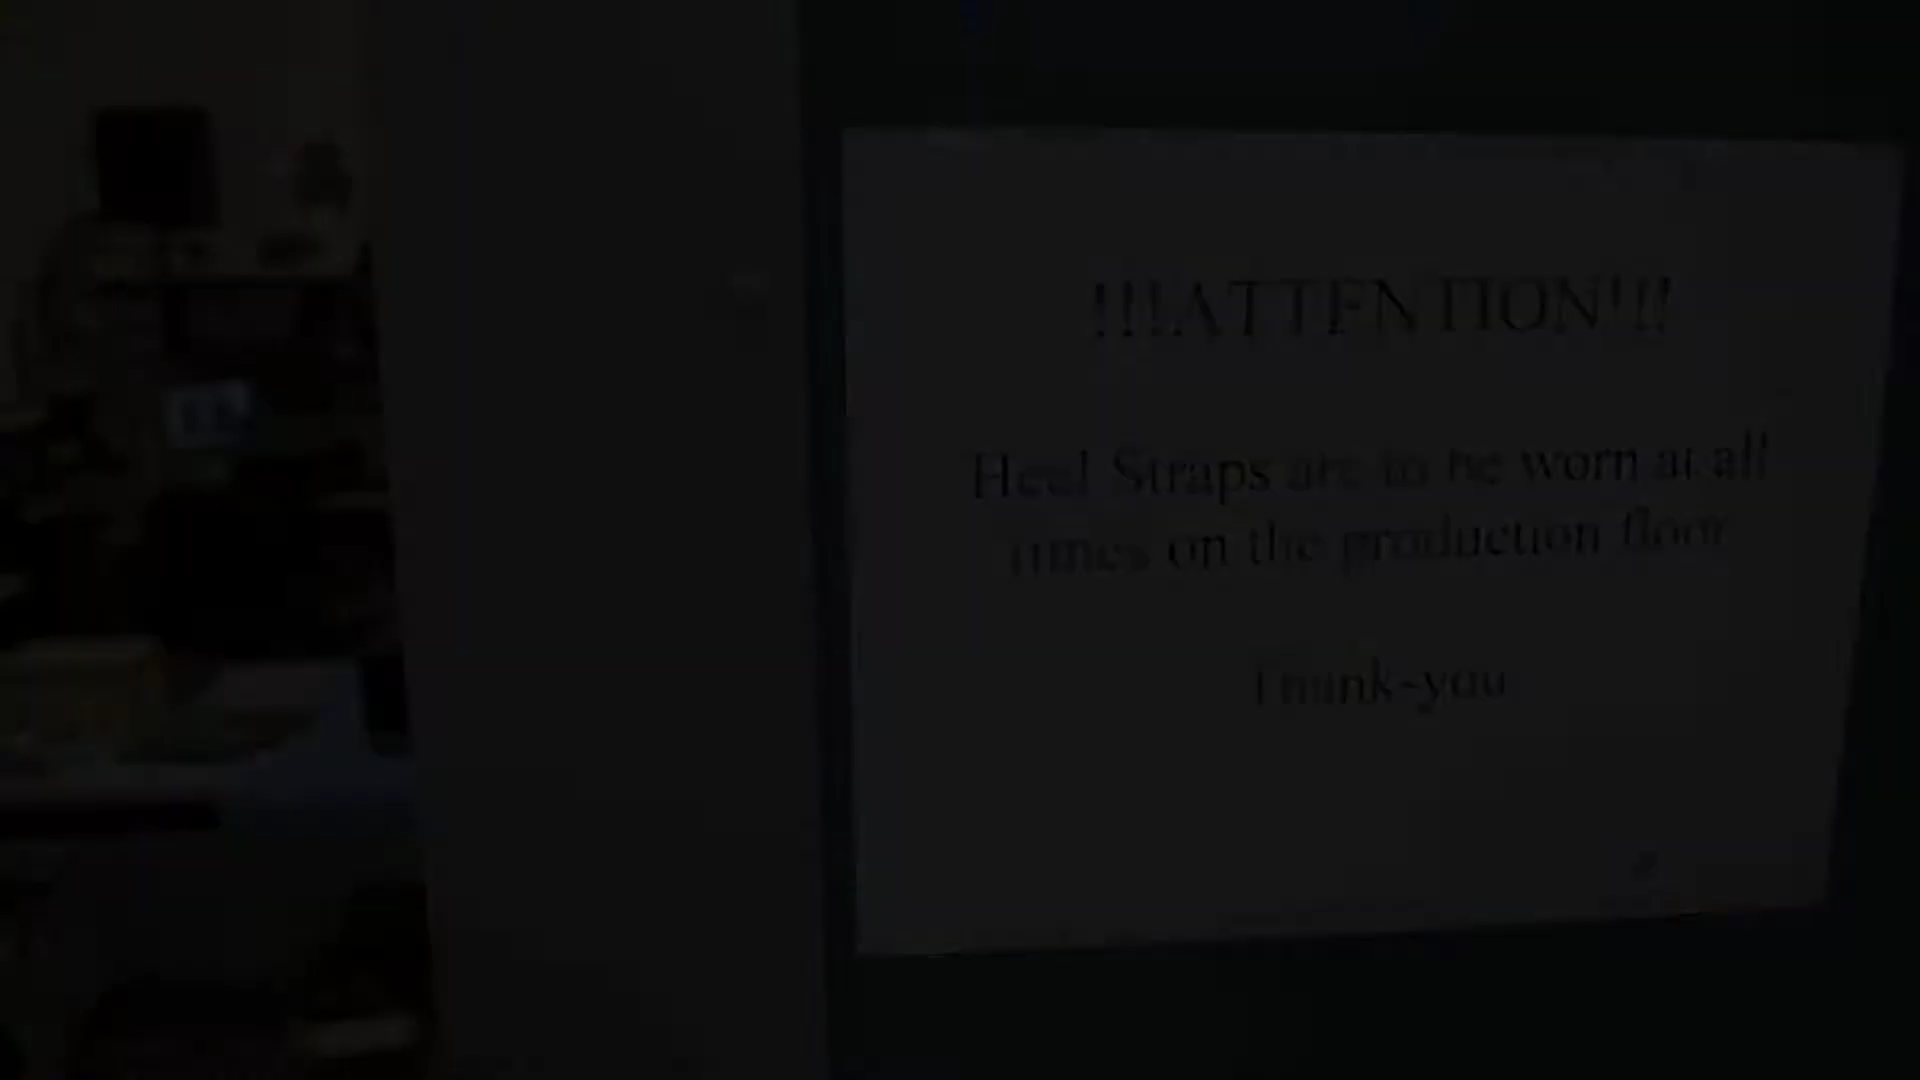 !!!ATTENTION!!!
Heel Straps are to be worn at all
times on the production floor
Thank-you